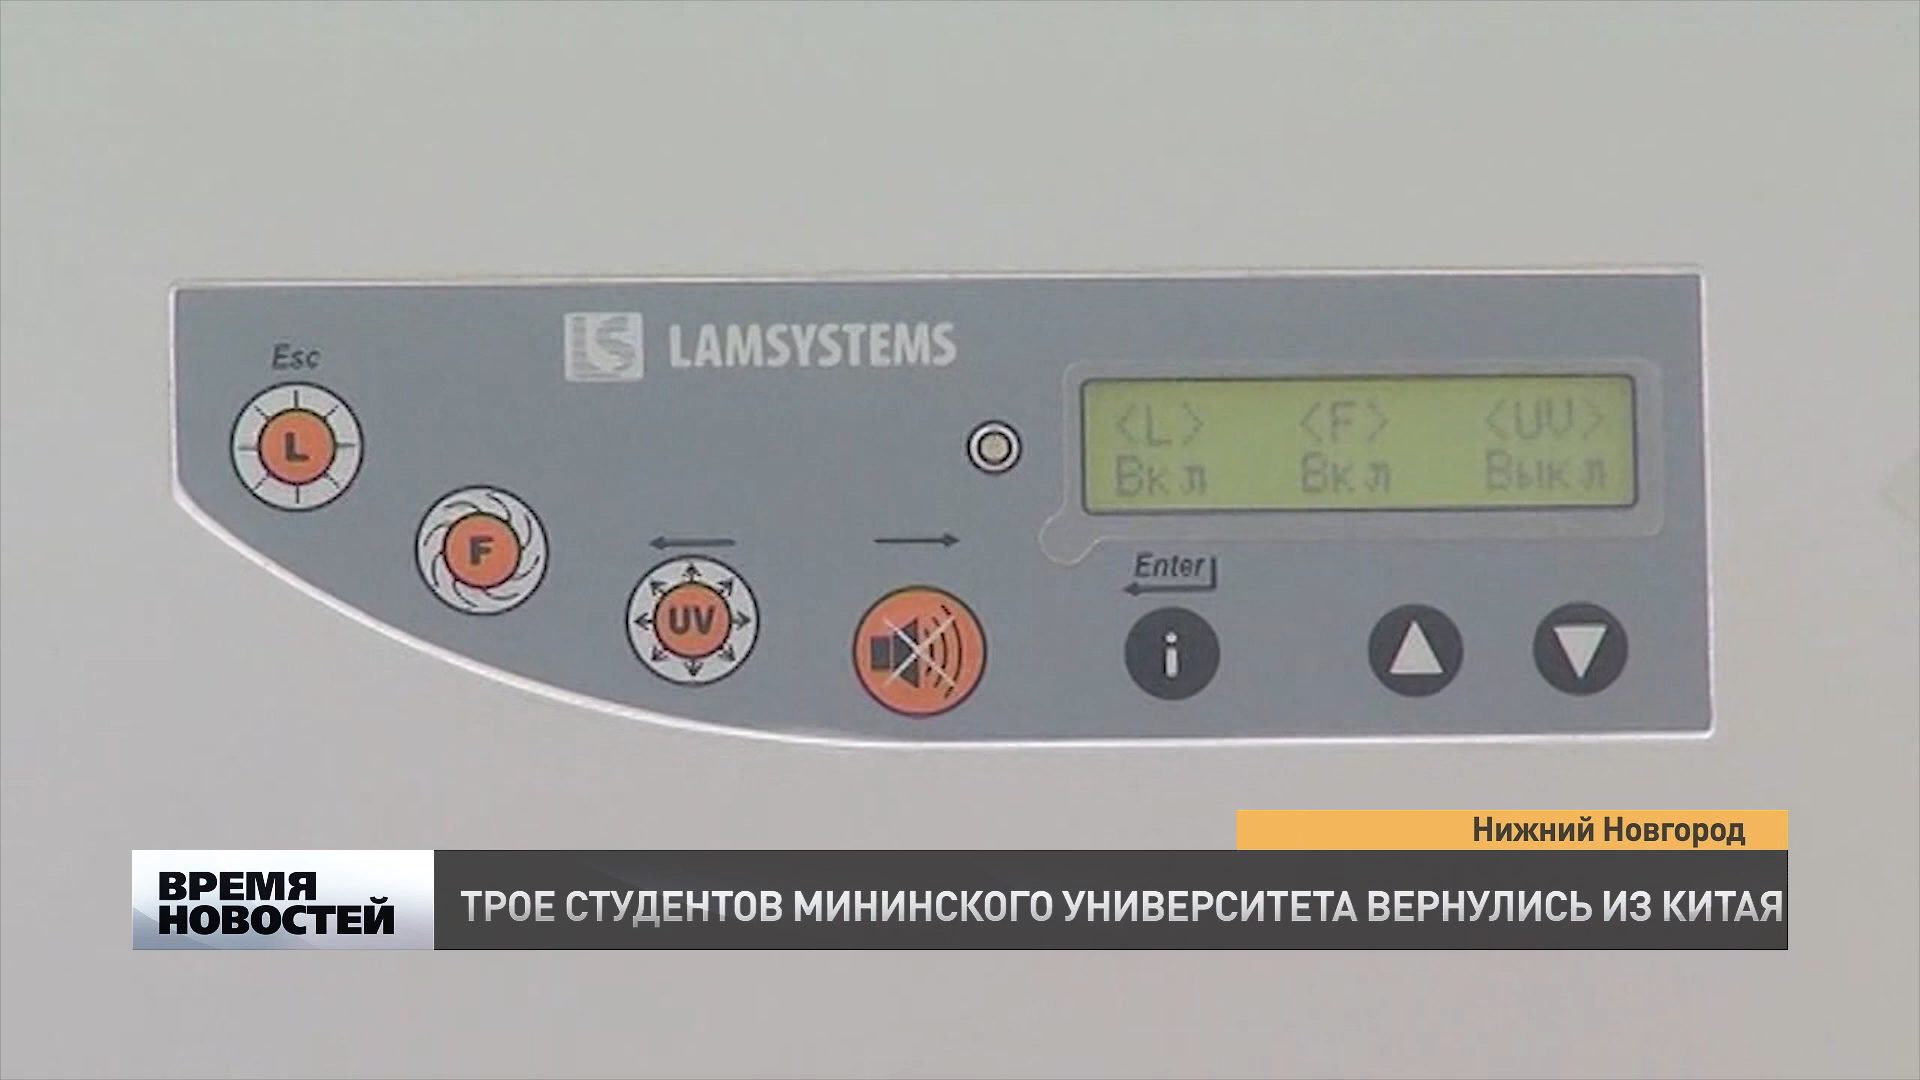 LAMSYSTEMS
Esc
L
F
UV
<L> <F> <UV>
Вкл Вкл Выкл
Enter
i
Нижний Новгород
ВРЕМЯ
НОВОСТЕЙ
ТРОЕ СТУДЕНТОВ МИНИНСКОГО УНИВЕРСИТЕТА ВЕРНУЛИСЬ ИЗ КИТАЯ